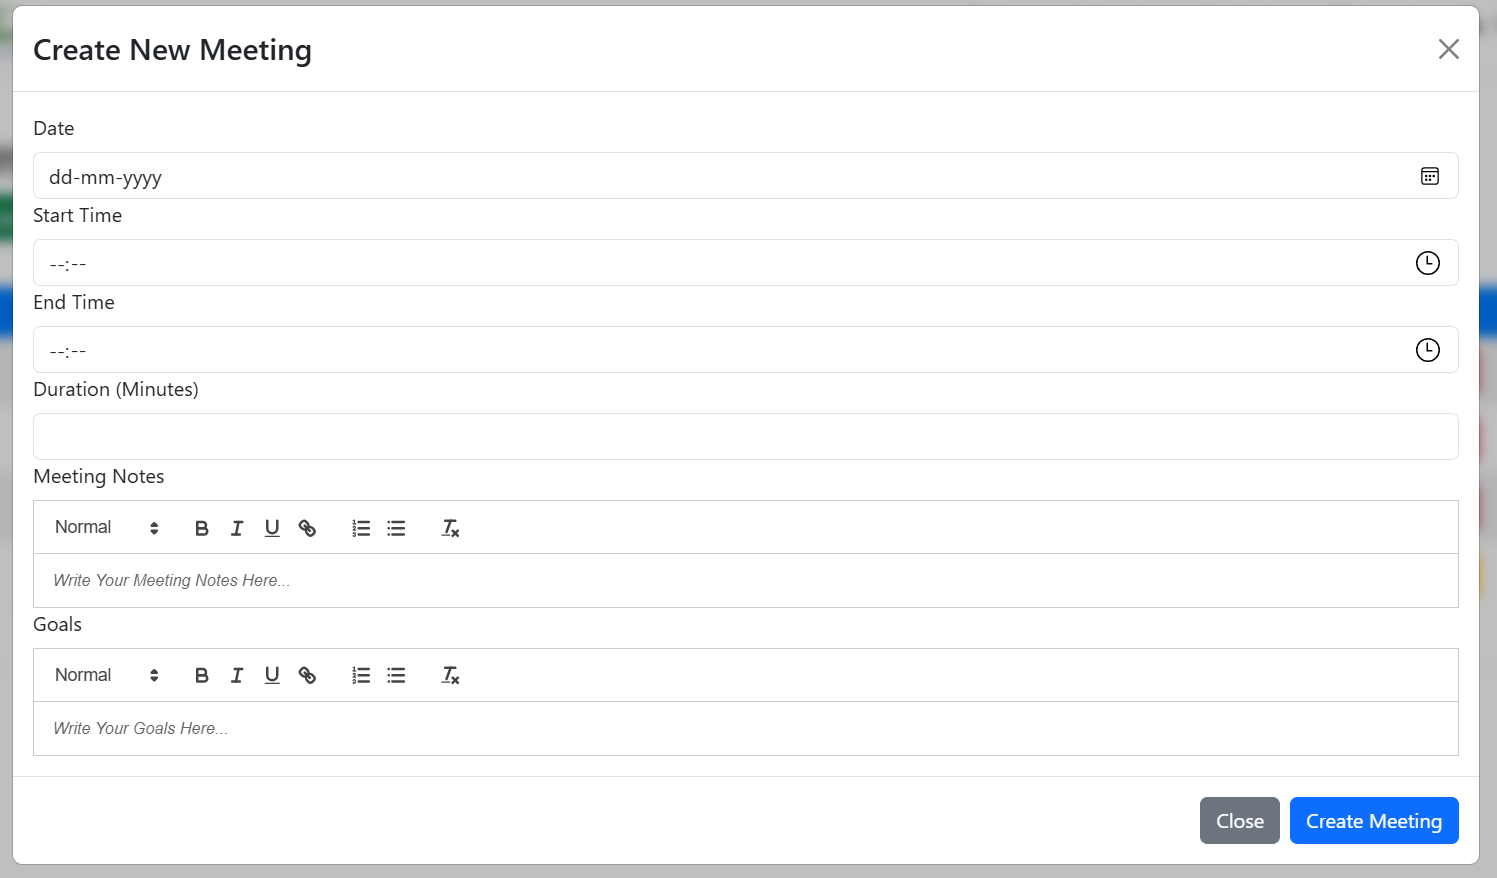 Create New Meeting
Date
dd-mm-yyyy
Start Time
--:--
End Time
--:--
Duration (Minutes)
Meeting Notes
Normal
Write Your Meeting Notes Here...
Goals
Normal
Write Your Goals Here...
Close Create Meeting